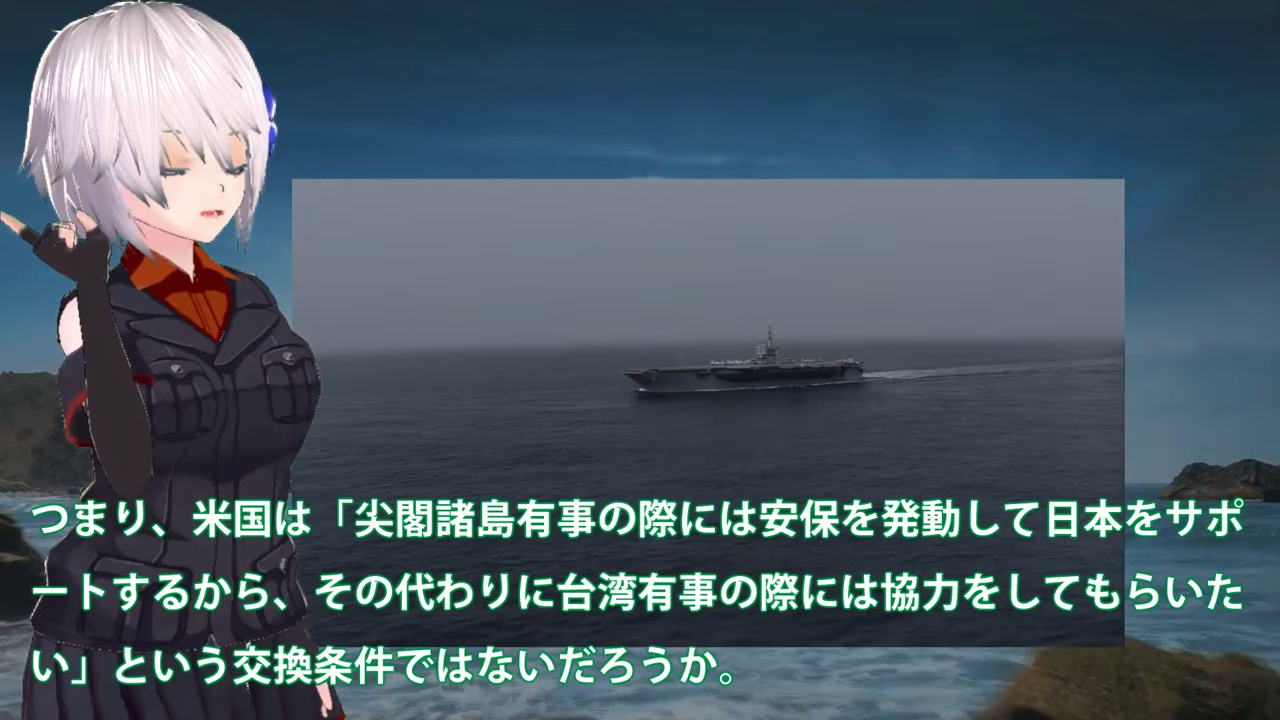 つまり、米国は「尖閣諸島有事の際には安保を発動して日本をサポ
ートするから、その代わりに台湾有事の際には協力をしてもらいた
い」という交換条件ではないだろうか。